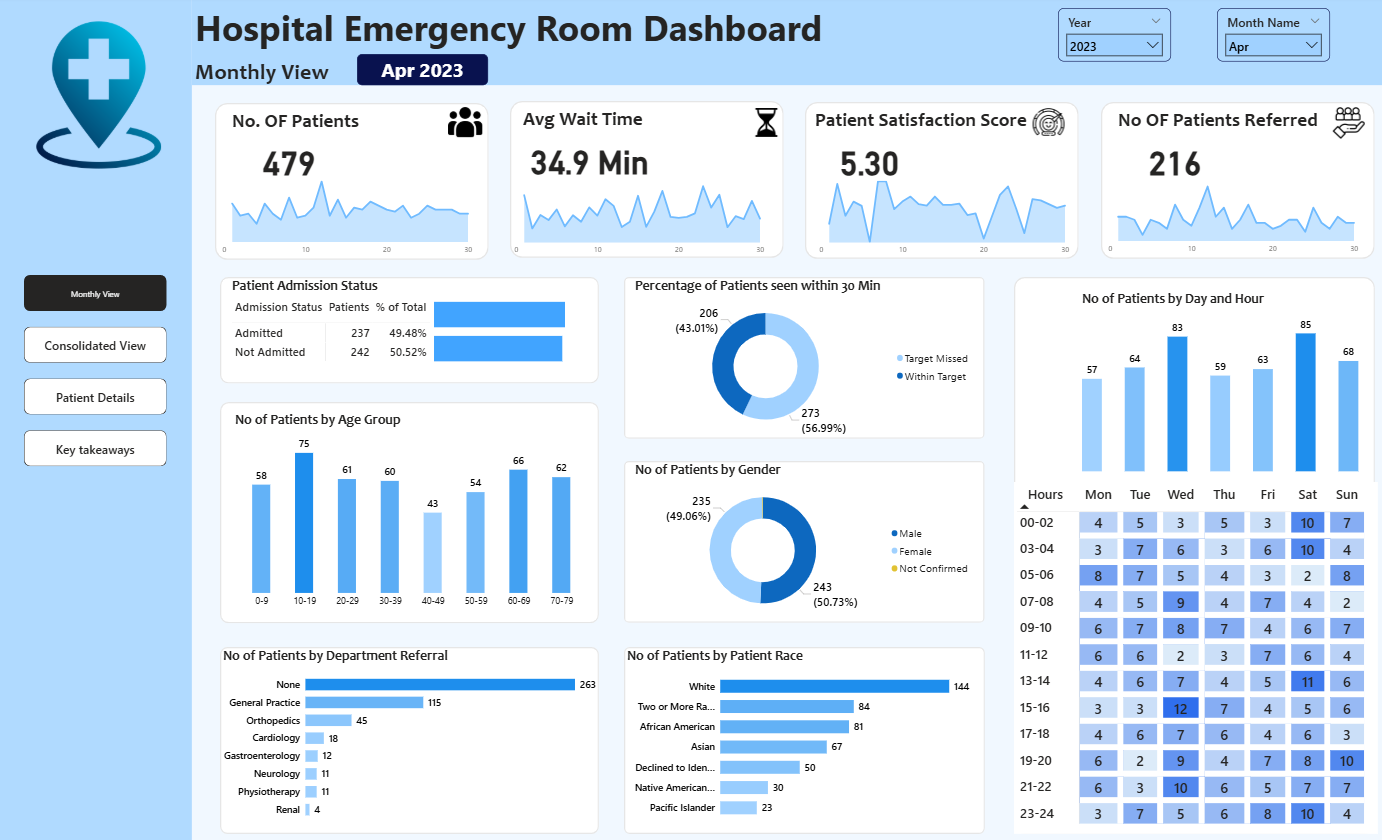 Hospital Emergency Room Dashboard
Monthly View
Apr 2023
Year
2023
Month Name
Apr
Monthly View
Consolidated View
Patient Details
Key takeaways
No. OF Patients
479
0 10 20 30
Avg Wait Time
34.9 Min
0 10 20 30
Patient Satisfaction Score
5.30
0 10 20 30
No OF Patients Referred
216
0 10 20 30
Patient Admission Status
Admission Status Patients % of Total
Admitted 237 49.48%
Not Admitted 242 50.52%
No of Patients by Age Group
58 75 61 60 43 54 66 62
0-9 10-19 20-29 30-39 40-49 50-59 60-69 70-79
No of Patients by Department Referral
None 263
General Practice 115
Orthopedics 45
Cardiology 18
Gastroenterology 12
Neurology 11
Physiotherapy 11
Renal 4
Percentage of Patients seen within 30 Min
206
(43.01%)
273
(56.99%)
Target Missed
Within Target
No of Patients by Gender
235
(49.06%)
243
(50.73%)
Male
Female
Not Confirmed
No of Patients by Patient Race
White 144
Two or More Ra... 84
African American 81
Asian 67
Declined to Iden... 50
Native American... 30
Pacific Islander 23
No of Patients by Day and Hour
57 64 83 59 63 85 68
Hours Mon Tue Wed Thu Fri Sat Sun
00-02 4 5 3 5 3 10 7
03-04 3 7 6 3 6 10 4
05-06 8 7 5 4 3 2 8
07-08 4 5 9 4 7 4 2
09-10 6 7 8 7 4 6 7
11-12 6 6 2 3 7 6 4
13-14 4 6 7 4 5 11 6
15-16 3 3 12 7 4 5 6
17-18 4 6 7 6 4 6 3
19-20 6 2 9 4 7 8 10
21-22 6 3 10 6 5 7 7
23-24 3 7 5 6 8 10 4